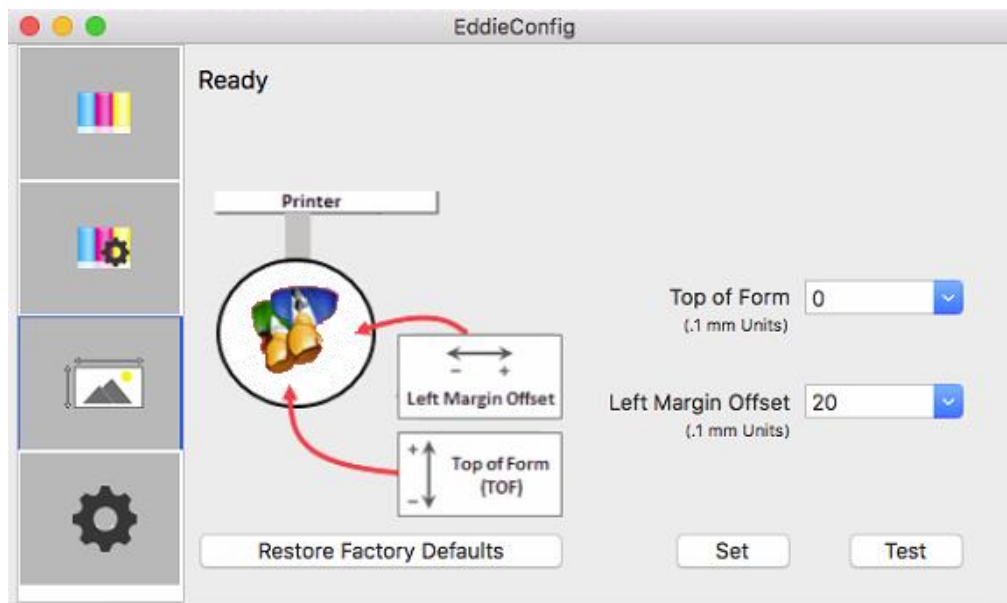 EddieConfig
Ready
Printer
− +
Left Margin Offset
+
Top of Form
(TOF)
−
Top of Form 0
(.1 mm Units)
Left Margin Offset 20
(.1 mm Units)
Restore Factory Defaults
Set
Test